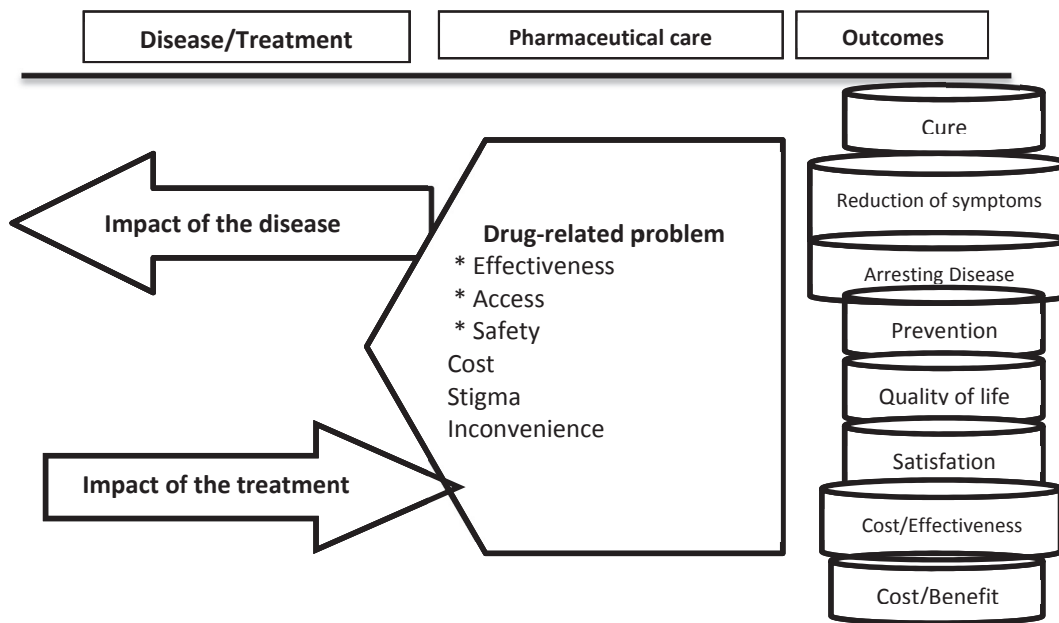 Disease/Treatment
Pharmaceutical care
Outcomes
Impact of the disease
Impact of the treatment
Drug-related problem
* Effectiveness
* Access
* Safety
Cost
Stigma
Inconvenience
Cure
Reduction of symptoms
Arresting Disease
Prevention
Quality of life
Satisfation
Cost/Effectiveness
Cost/Benefit